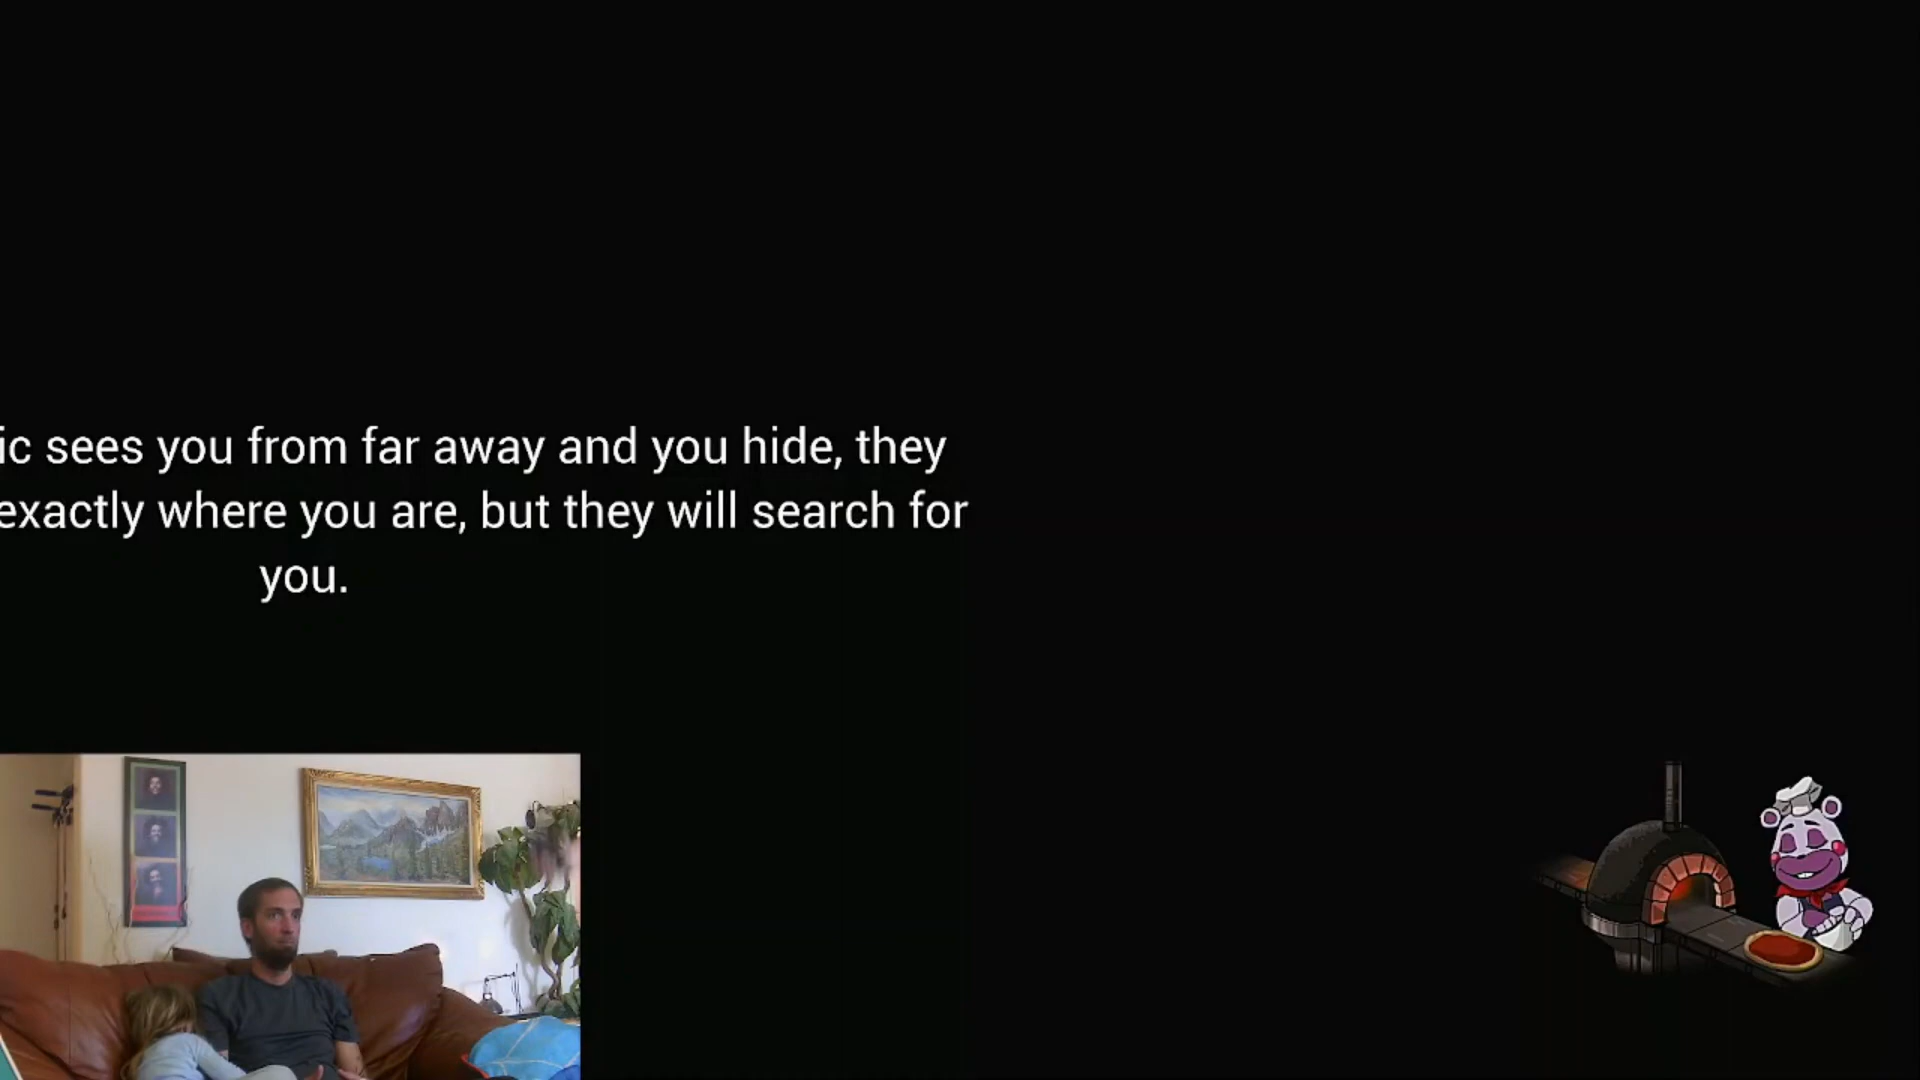 ic sees you from far away and you hide, they
exactly where you are, but they will search for
you.